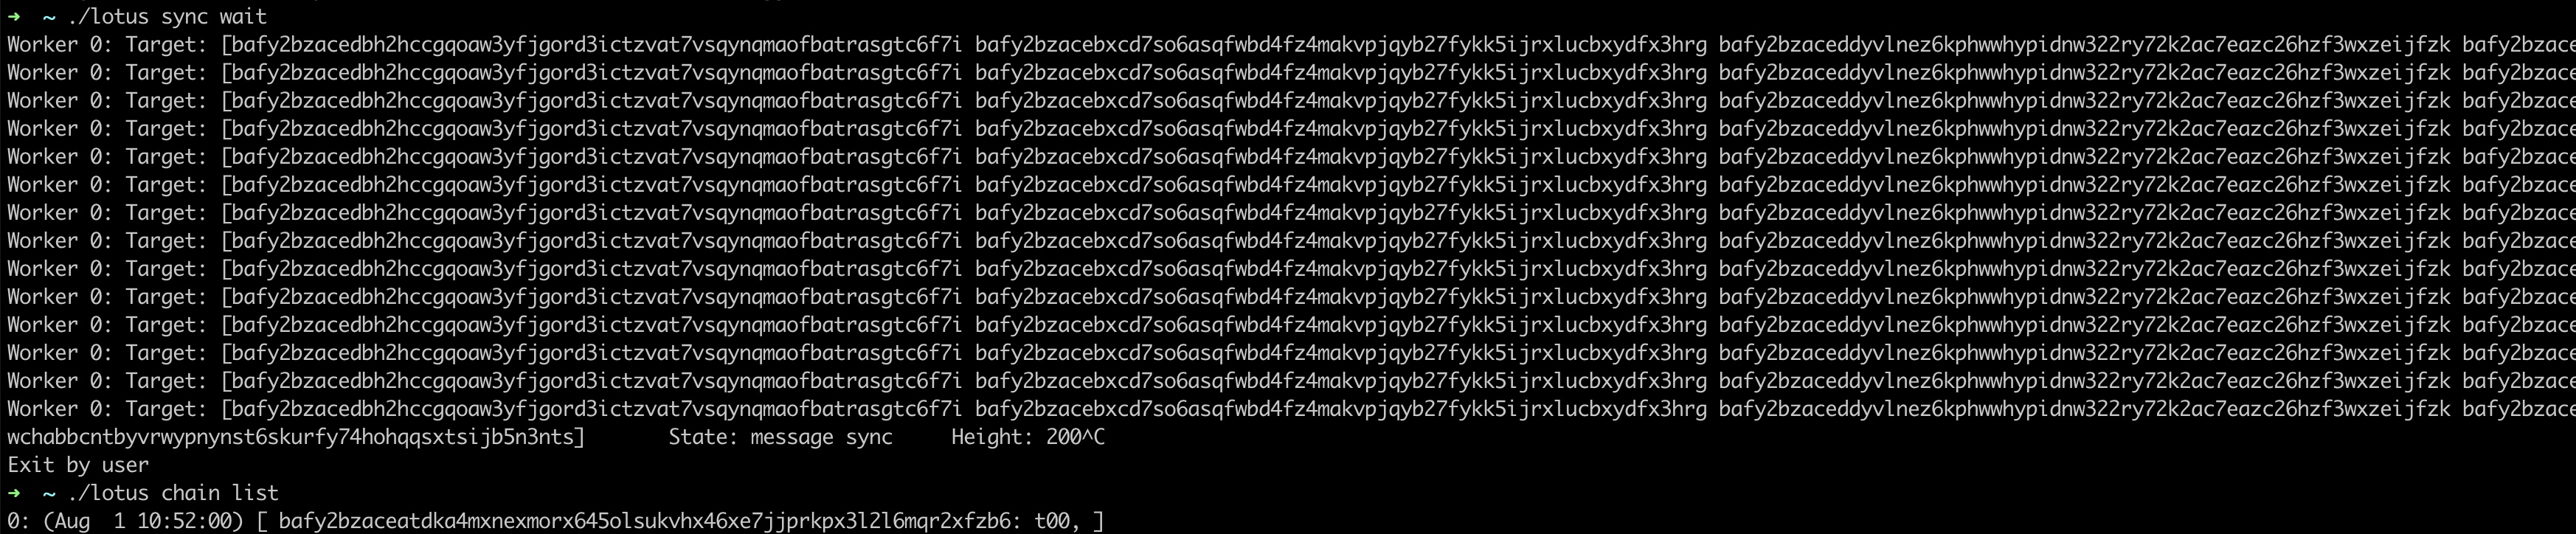 → ~ ./lotus sync wait
Worker 0: Target: [bafy2bzacedbh2hccgqoaw3yfjgord3ictzvat7vsqynqmaofbatrasgtc6f7i bafy2bzacebxcd7so6asqfwbd4fz4makvpjqyb27fykk5ijrxlucbxydfx3hrg bafy2bzaceddyvlnez6kphwwhypidnw322ry72k2ac7eazc26hzf3wxzeijfzk bafy2bzace
Worker 0: Target: [bafy2bzacedbh2hccgqoaw3yfjgord3ictzvat7vsqynqmaofbatrasgtc6f7i bafy2bzacebxcd7so6asqfwbd4fz4makvpjqyb27fykk5ijrxlucbxydfx3hrg bafy2bzaceddyvlnez6kphwwhypidnw322ry72k2ac7eazc26hzf3wxzeijfzk bafy2bzace
Worker 0: Target: [bafy2bzacedbh2hccgqoaw3yfjgord3ictzvat7vsqynqmaofbatrasgtc6f7i bafy2bzacebxcd7so6asqfwbd4fz4makvpjqyb27fykk5ijrxlucbxydfx3hrg bafy2bzaceddyvlnez6kphwwhypidnw322ry72k2ac7eazc26hzf3wxzeijfzk bafy2bzace
Worker 0: Target: [bafy2bzacedbh2hccgqoaw3yfjgord3ictzvat7vsqynqmaofbatrasgtc6f7i bafy2bzacebxcd7so6asqfwbd4fz4makvpjqyb27fykk5ijrxlucbxydfx3hrg bafy2bzaceddyvlnez6kphwwhypidnw322ry72k2ac7eazc26hzf3wxzeijfzk bafy2bzace
Worker 0: Target: [bafy2bzacedbh2hccgqoaw3yfjgord3ictzvat7vsqynqmaofbatrasgtc6f7i bafy2bzacebxcd7so6asqfwbd4fz4makvpjqyb27fykk5ijrxlucbxydfx3hrg bafy2bzaceddyvlnez6kphwwhypidnw322ry72k2ac7eazc26hzf3wxzeijfzk bafy2bzace
Worker 0: Target: [bafy2bzacedbh2hccgqoaw3yfjgord3ictzvat7vsqynqmaofbatrasgtc6f7i bafy2bzacebxcd7so6asqfwbd4fz4makvpjqyb27fykk5ijrxlucbxydfx3hrg bafy2bzaceddyvlnez6kphwwhypidnw322ry72k2ac7eazc26hzf3wxzeijfzk bafy2bzace
Worker 0: Target: [bafy2bzacedbh2hccgqoaw3yfjgord3ictzvat7vsqynqmaofbatrasgtc6f7i bafy2bzacebxcd7so6asqfwbd4fz4makvpjqyb27fykk5ijrxlucbxydfx3hrg bafy2bzaceddyvlnez6kphwwhypidnw322ry72k2ac7eazc26hzf3wxzeijfzk bafy2bzace
Worker 0: Target: [bafy2bzacedbh2hccgqoaw3yfjgord3ictzvat7vsqynqmaofbatrasgtc6f7i bafy2bzacebxcd7so6asqfwbd4fz4makvpjqyb27fykk5ijrxlucbxydfx3hrg bafy2bzaceddyvlnez6kphwwhypidnw322ry72k2ac7eazc26hzf3wxzeijfzk bafy2bzace
Worker 0: Target: [bafy2bzacedbh2hccgqoaw3yfjgord3ictzvat7vsqynqmaofbatrasgtc6f7i bafy2bzacebxcd7so6asqfwbd4fz4makvpjqyb27fykk5ijrxlucbxydfx3hrg bafy2bzaceddyvlnez6kphwwhypidnw322ry72k2ac7eazc26hzf3wxzeijfzk bafy2bzace
Worker 0: Target: [bafy2bzacedbh2hccgqoaw3yfjgord3ictzvat7vsqynqmaofbatrasgtc6f7i bafy2bzacebxcd7so6asqfwbd4fz4makvpjqyb27fykk5ijrxlucbxydfx3hrg bafy2bzaceddyvlnez6kphwwhypidnw322ry72k2ac7eazc26hzf3wxzeijfzk bafy2bzace
Worker 0: Target: [bafy2bzacedbh2hccgqoaw3yfjgord3ictzvat7vsqynqmaofbatrasgtc6f7i bafy2bzacebxcd7so6asqfwbd4fz4makvpjqyb27fykk5ijrxlucbxydfx3hrg bafy2bzaceddyvlnez6kphwwhypidnw322ry72k2ac7eazc26hzf3wxzeijfzk bafy2bzace
Worker 0: Target: [bafy2bzacedbh2hccgqoaw3yfjgord3ictzvat7vsqynqmaofbatrasgtc6f7i bafy2bzacebxcd7so6asqfwbd4fz4makvpjqyb27fykk5ijrxlucbxydfx3hrg bafy2bzaceddyvlnez6kphwwhypidnw322ry72k2ac7eazc26hzf3wxzeijfzk bafy2bzace
Worker 0: Target: [bafy2bzacedbh2hccgqoaw3yfjgord3ictzvat7vsqynqmaofbatrasgtc6f7i bafy2bzacebxcd7so6asqfwbd4fz4makvpjqyb27fykk5ijrxlucbxydfx3hrg bafy2bzaceddyvlnez6kphwwhypidnw322ry72k2ac7eazc26hzf3wxzeijfzk bafy2bzace
Worker 0: Target: [bafy2bzacedbh2hccgqoaw3yfjgord3ictzvat7vsqynqmaofbatrasgtc6f7i bafy2bzacebxcd7so6asqfwbd4fz4makvpjqyb27fykk5ijrxlucbxydfx3hrg bafy2bzaceddyvlnez6kphwwhypidnw322ry72k2ac7eazc26hzf3wxzeijfzk bafy2bzace
wchabbcntbyvrwypnynst6skurfy74hohqqsxtsijb5n3nts]       State: message sync     Height: 200^C
Exit by user
→ ~ ./lotus chain list
0: (Aug  1 10:52:00) [ bafy2bzaceatdka4mxnexmorx645olsukvhx46xe7jjprkpx3l2l6mqr2xfzb6: t00, ]